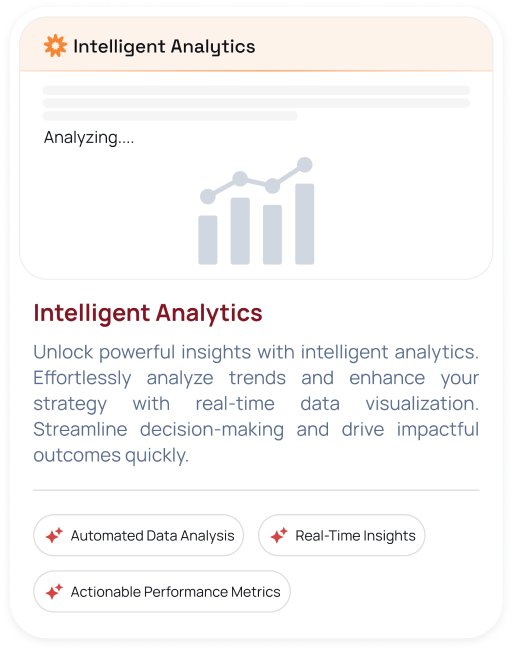 Intelligent Analytics
Analyzing....
Intelligent Analytics
Unlock powerful insights with intelligent analytics.
Effortlessly analyze trends and enhance your
strategy with real-time data visualization.
Streamline decision-making and drive impactful
outcomes quickly.
Automated Data Analysis
Real-Time Insights
Actionable Performance Metrics